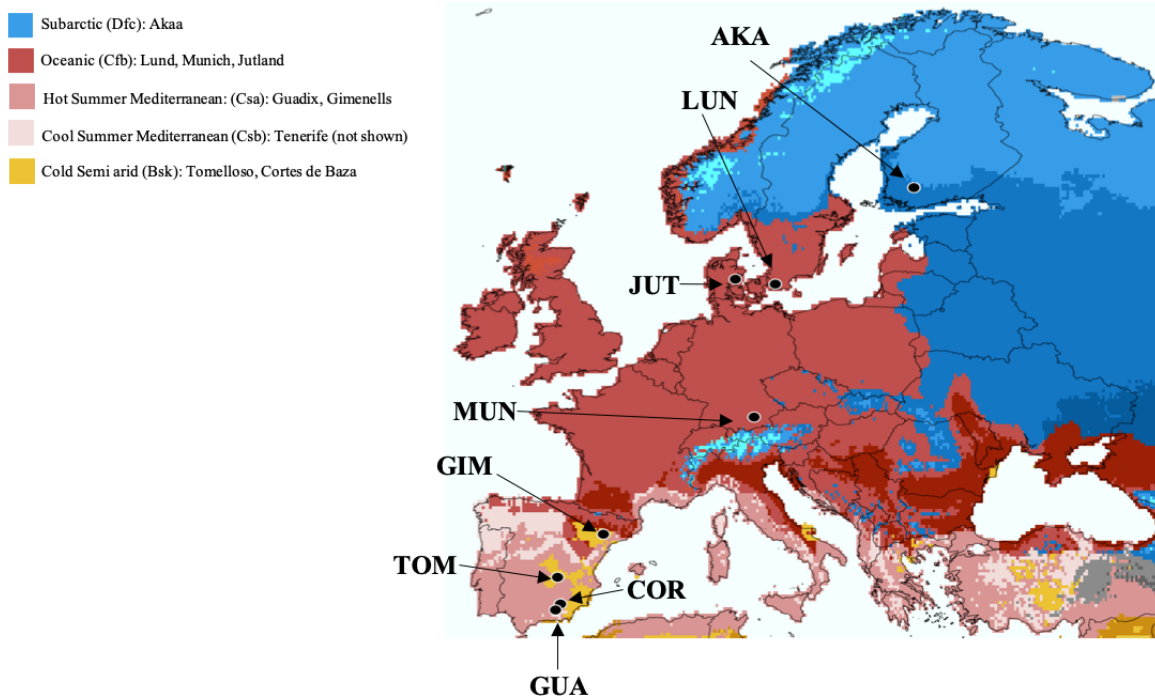 Subarctic (Dfc): Akaa
Oceanic (Cfb): Lund, Munich, Jutland
Hot Summer Mediterranean: (Csa): Guadix, Gimenells
Cool Summer Mediterranean (Csb): Tenerife (not shown)
Cold Semi arid (Bsk): Tomelloso, Cortes de Baza
AKA
LUN
JUT
MUN
GIM
TOM
COR
GUA